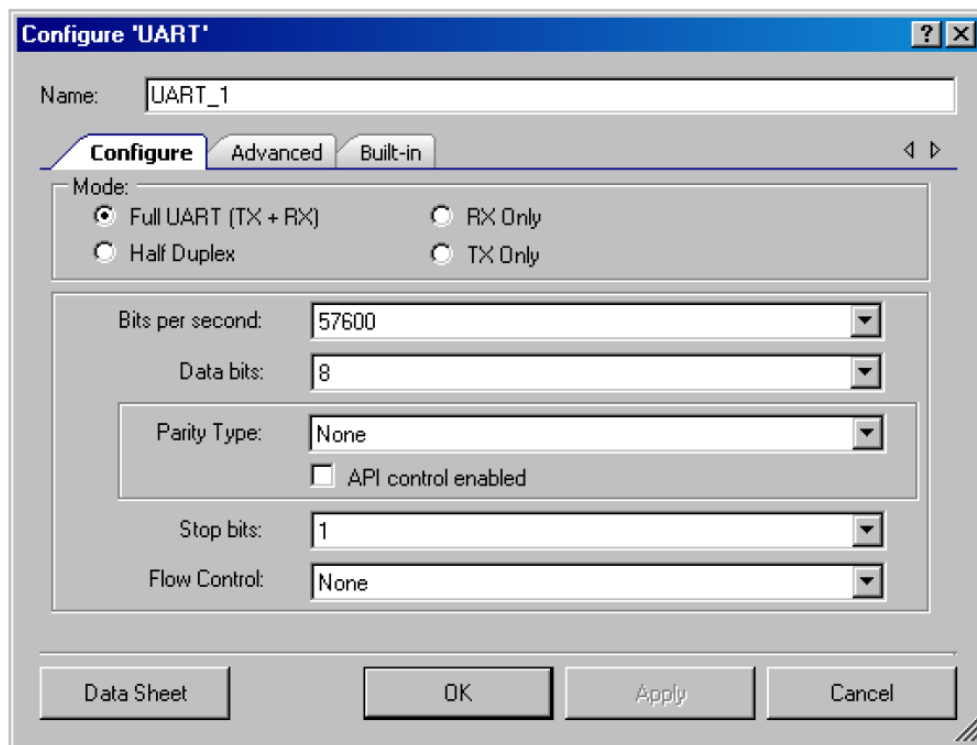 Configure 'UART'
Name: UART_1
Configure Advanced Built-in
Mode:
Full UART (TX + RX) RX Only
Half Duplex TX Only
Bits per second: 57600
Data bits: 8
Parity Type: None
API control enabled
Stop bits: 1
Flow Control: None
Data Sheet OK Apply Cancel